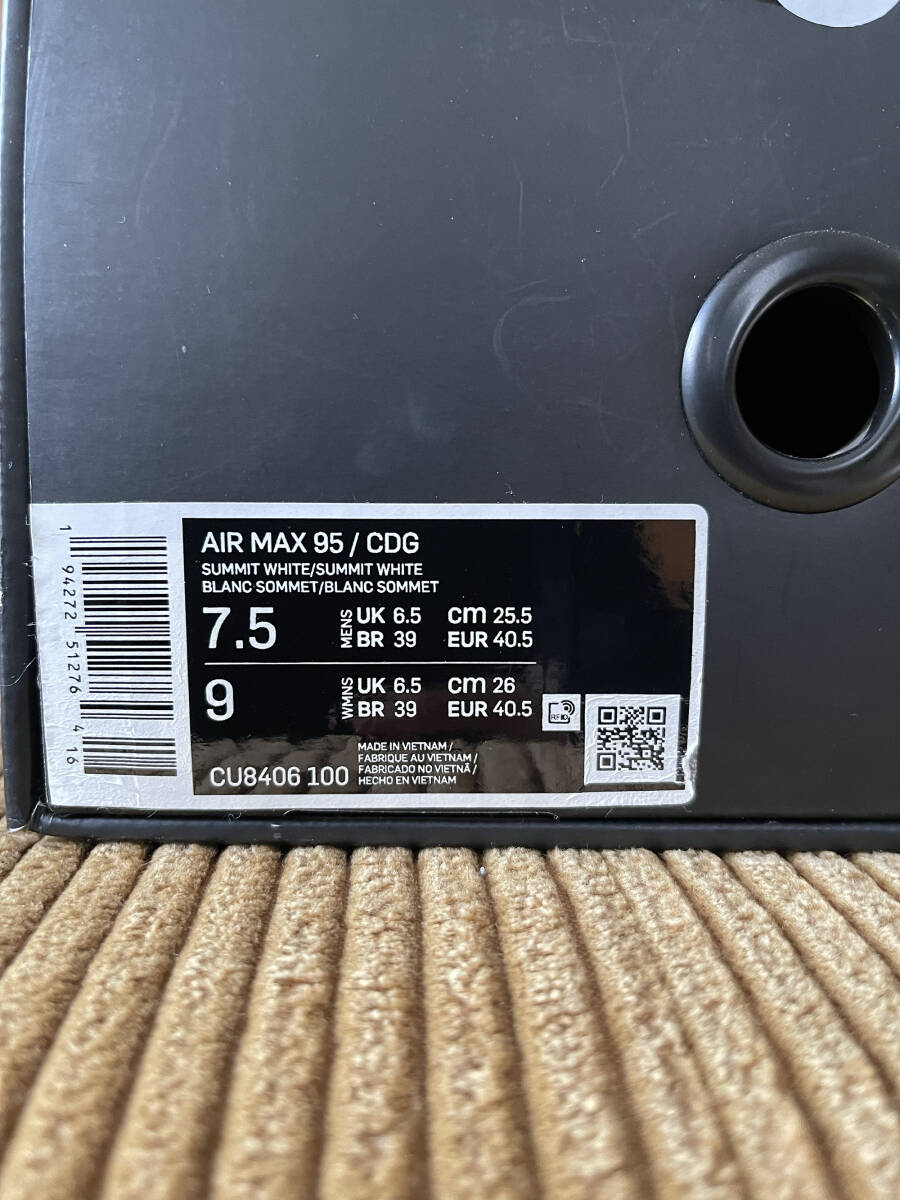 AIR MAX 95 / CDG
SUMMIT WHITE/SUMMIT WHITE
BLANC SOMMET/BLANC SOMMET
7.5 MENS UK 6.5 cm 25.5
BR 39 EUR 40.5
9 WMNS UK 6.5 cm 26
BR 39 EUR 40.5
RFID
CU8406 100
MADE IN VIETNAM /
FABRIQUE AU VIETNAM /
FABRICADO NO VIETNÃ /
HECHO EN VIETNAM
1 94272 51276 4 16